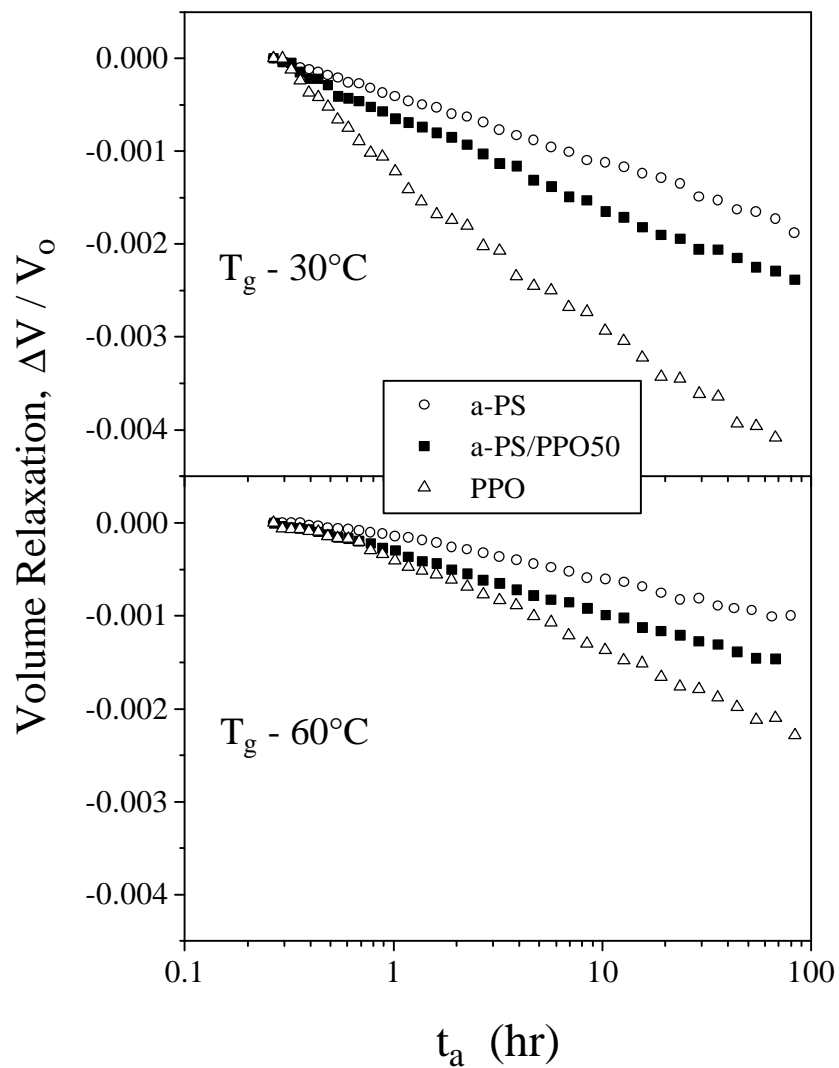 0.000
-0.001
-0.002
-0.003
-0.004
T_g - 30°C
a-PS
a-PS/PPO50
PPO
0.000
-0.001
-0.002
-0.003
-0.004
T_g - 60°C
Volume Relaxation, ΔV / V_o
0.1
1
10
100
t_a (hr)